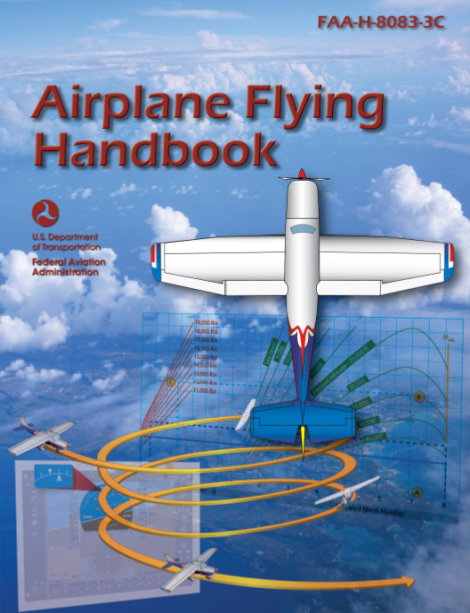 FAA-H-8083-3C
Airplane Flying
Handbook
U.S. Department
of Transportation
Federal Aviation
Administration